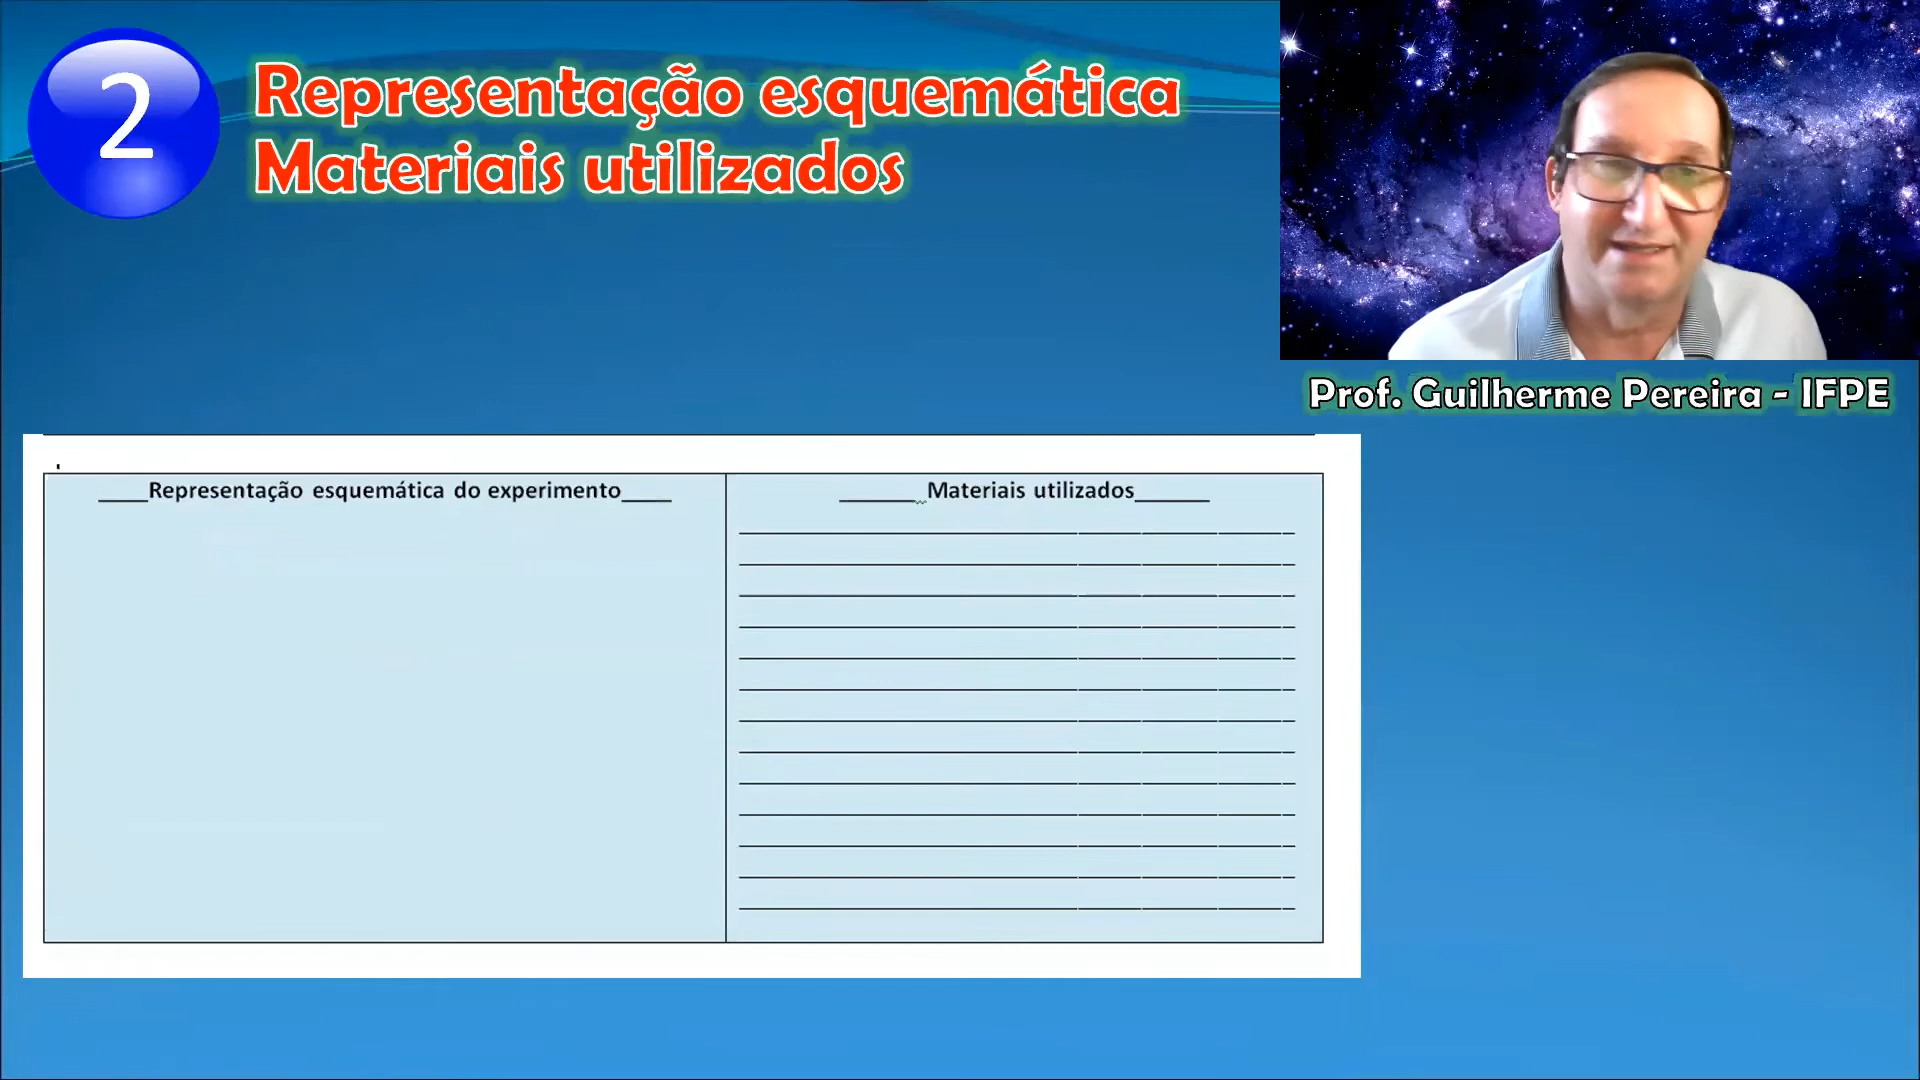 2
Representação esquemática
Materiais utilizados
Prof. Guilherme Pereira - IFPE
____Representação esquemática do experimento____
______Materiais utilizados______